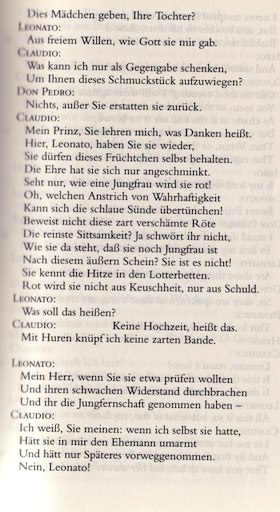 Dies Mädchen geben, Ihre Tochter?
LEONATO:
Aus freiem Willen, wie Gott sie mir gab.
CLAUDIO:
Was kann ich nur als Gegengabe schenken,
Um Ihnen dieses Schmuckstück aufzuwiegen?
DON PEDRO:
Nichts, außer Sie erstatten sie zurück.
CLAUDIO:
Mein Prinz, Sie lehren mich, was Danken heißt.
Hier, Leonato, haben Sie sie wieder,
Sie dürfen dieses Früchtchen selbst behalten.
Die Ehre hat sie sich nur angeschminkt.
Seht nur, wie eine Jungfrau wird sie rot!
Oh, welchen Anstrich von Wahrhaftigkeit
Kann sich die schlaue Sünde übertünchen!
Beweist nicht diese zart verschämte Röte
Die reinste Sittsamkeit? Ja schwört ihr nicht,
Wie sie da steht, daß sie noch Jungfrau ist
Nach diesem äußern Schein? Sie ist es nicht!
Sie kennt die Hitze in den Lotterbetten.
Rot wird sie nicht aus Keuschheit, nur aus Schuld.
LEONATO:
Was soll das heißen?
CLAUDIO: Keine Hochzeit, heißt das.
Mit Huren knüpf ich keine zarten Bande.
LEONATO:
Mein Herr, wenn Sie sie etwa prüfen wollten
Und ihren schwachen Widerstand durchbrachen
Und ihr die Jungfernschaft genommen haben –
CLAUDIO:
Ich weiß, Sie meinen: wenn ich selbst sie hatte,
Hätt sie in mir den Ehemann umarmt
Und hätt nur Späteres vorweggenommen.
Nein, Leonato!